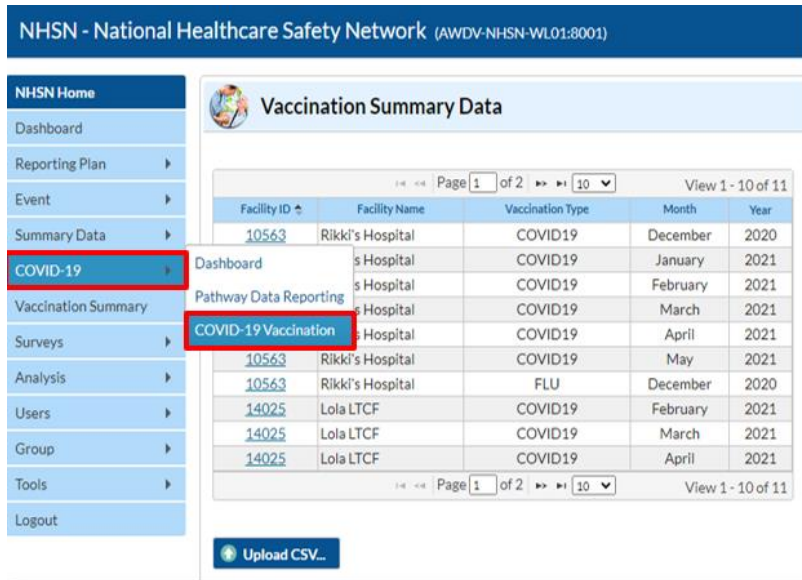 NHSN - National Healthcare Safety Network (AWDV-NHSN-WL01:8001)
NHSN Home
Dashboard
Reporting Plan
Event
Summary Data
COVID-19
Vaccination Summary
Surveys
Analysis
Users
Group
Tools
Logout
Dashboard
Pathway Data Reporting
COVID-19 Vaccination
Vaccination Summary Data
Page 1 of 2 10 View 1 - 10 of 11
Facility ID Facility Name Vaccination Type Month Year
10563 Rikki's Hospital COVID19 December 2020
s Hospital COVID19 January 2021
s Hospital COVID19 February 2021
s Hospital COVID19 March 2021
s Hospital COVID19 April 2021
10563 Rikki's Hospital COVID19 May 2021
10563 Rikki's Hospital FLU December 2020
14025 Lola LTCF COVID19 February 2021
14025 Lola LTCF COVID19 March 2021
14025 Lola LTCF COVID19 April 2021
Page 1 of 2 10 View 1 - 10 of 11
Upload CSV...